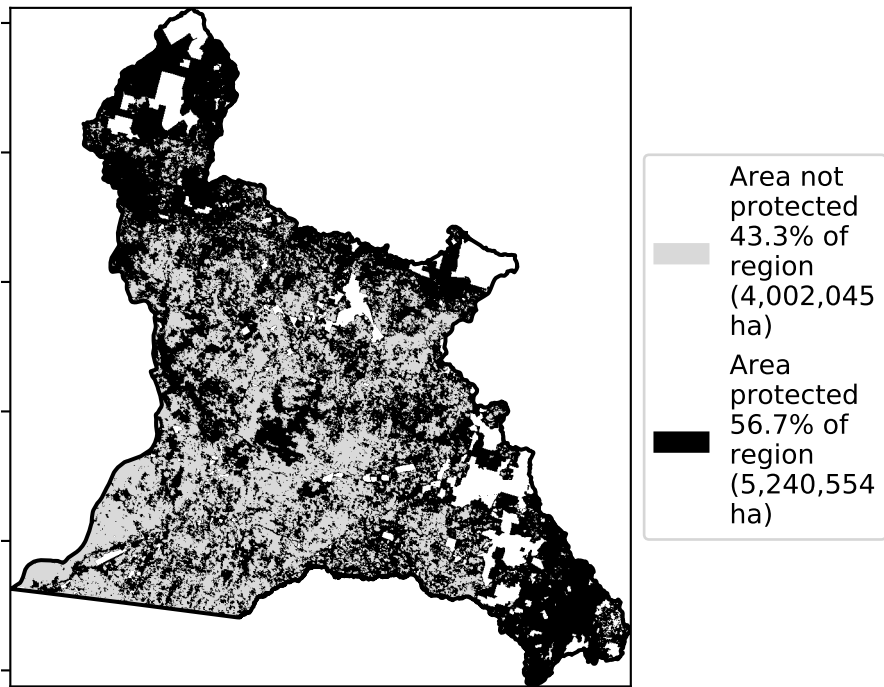 Area not
protected
43.3% of
region
(4,002,045
ha)
Area
protected
56.7% of
region
(5,240,554
ha)